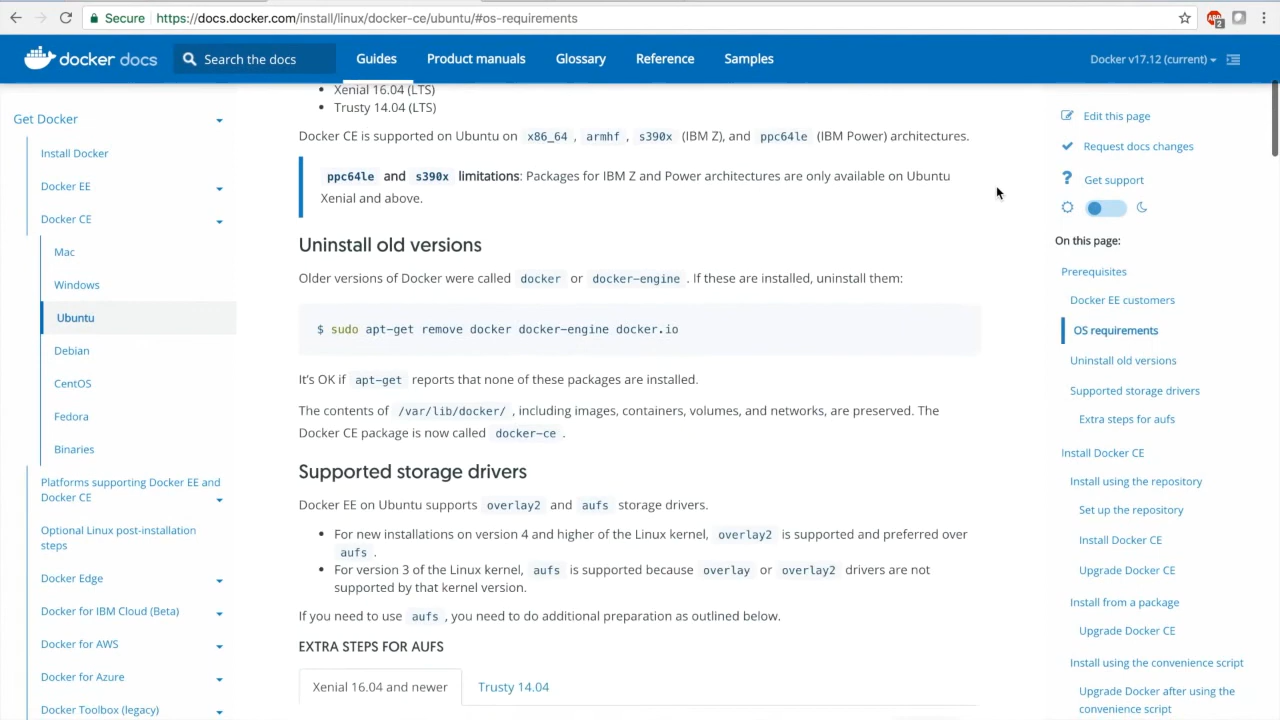 Secure https://docs.docker.com/install/linux/docker-ce/ubuntu/#os-requirements
ABP 2
docker docs
Search the docs
Guides
Product manuals
Glossary
Reference
Samples
Docker v17.12 (current)
Get Docker
Install Docker
Docker EE
Docker CE
Mac
Windows
Ubuntu
Debian
CentOS
Fedora
Binaries
Platforms supporting Docker EE and
Docker CE
Optional Linux post-installation
steps
Docker Edge
Docker for IBM Cloud (Beta)
Docker for AWS
Docker for Azure
Docker Toolbox (legacy)
Xenial 16.04 (LTS)
Trusty 14.04 (LTS)
Docker CE is supported on Ubuntu on x86_64 , armhf , s390x (IBM Z), and ppc64le (IBM Power) architectures.
ppc64le and s390x limitations: Packages for IBM Z and Power architectures are only available on Ubuntu
Xenial and above.
Uninstall old versions
Older versions of Docker were called docker or docker-engine . If these are installed, uninstall them:
$ sudo apt-get remove docker docker-engine docker.io
It's OK if apt-get reports that none of these packages are installed.
The contents of /var/lib/docker/ , including images, containers, volumes, and networks, are preserved. The
Docker CE package is now called docker-ce .
Supported storage drivers
Docker EE on Ubuntu supports overlay2 and aufs storage drivers.
For new installations on version 4 and higher of the Linux kernel, overlay2 is supported and preferred over
aufs .
For version 3 of the Linux kernel, aufs is supported because overlay or overlay2 drivers are not
supported by that kernel version.
If you need to use aufs , you need to do additional preparation as outlined below.
EXTRA STEPS FOR AUFS
Xenial 16.04 and newer
Trusty 14.04
Edit this page
Request docs changes
Get support
On this page:
Prerequisites
Docker EE customers
OS requirements
Uninstall old versions
Supported storage drivers
Extra steps for aufs
Install Docker CE
Install using the repository
Set up the repository
Install Docker CE
Upgrade Docker CE
Install from a package
Upgrade Docker CE
Install using the convenience script
Upgrade Docker after using the
convenience script